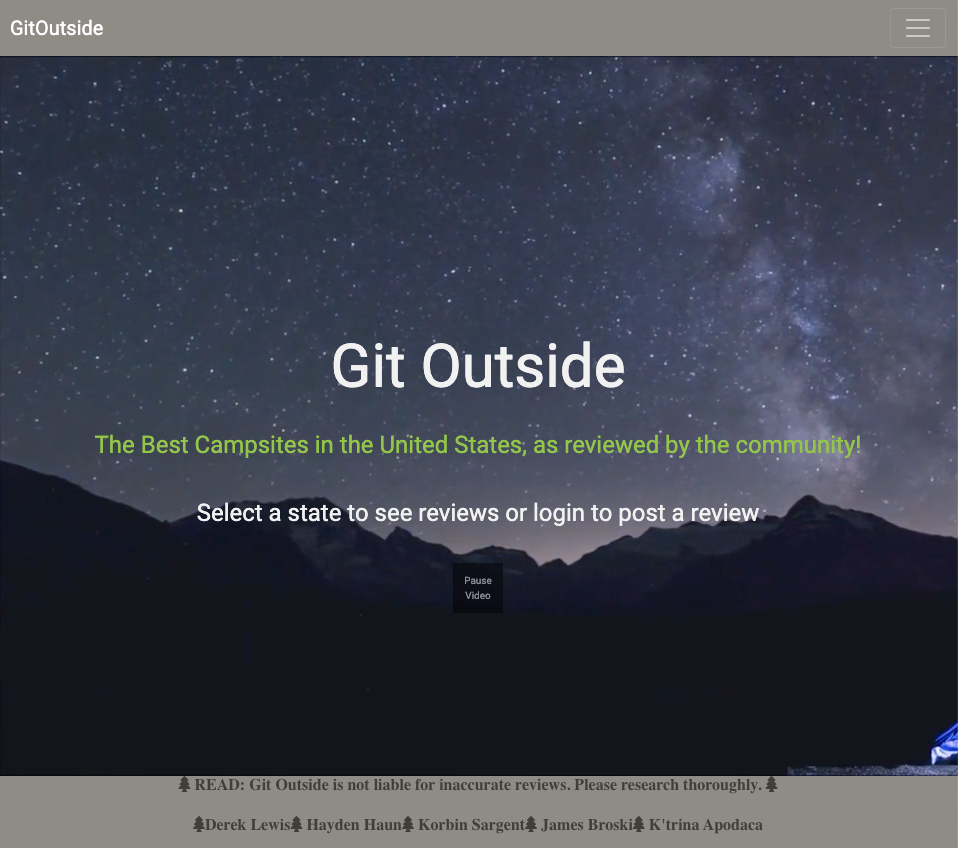 GitOutside
Git Outside
The Best Campsites in the United States, as reviewed by the community!
Select a state to see reviews or login to post a review
Pause
Video
READ: Git Outside is not liable for inaccurate reviews. Please research thoroughly.
Derek Lewis Hayden Haun Korbin Sargent James Broski K'trina Apodaca